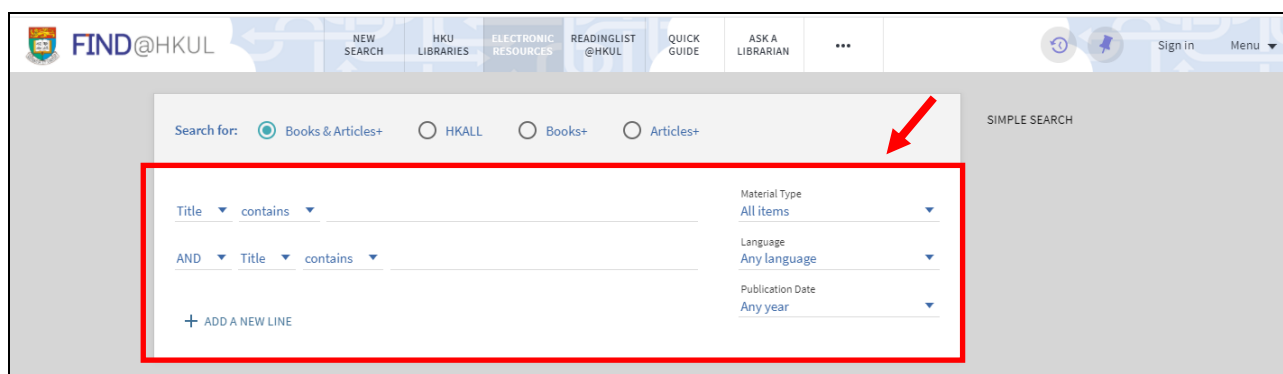 FIND@HKUL
NEW
SEARCH
HKU
LIBRARIES
ELECTRONIC
RESOURCES
READINGLIST
@HKUL
QUICK
GUIDE
ASK A
LIBRARIAN
•••
Sign in
Menu
Search for: Books & Articles+ HKALL Books+ Articles+
SIMPLE SEARCH
Title contains
AND Title contains
+ ADD A NEW LINE
Material Type
All items
Language
Any language
Publication Date
Any year